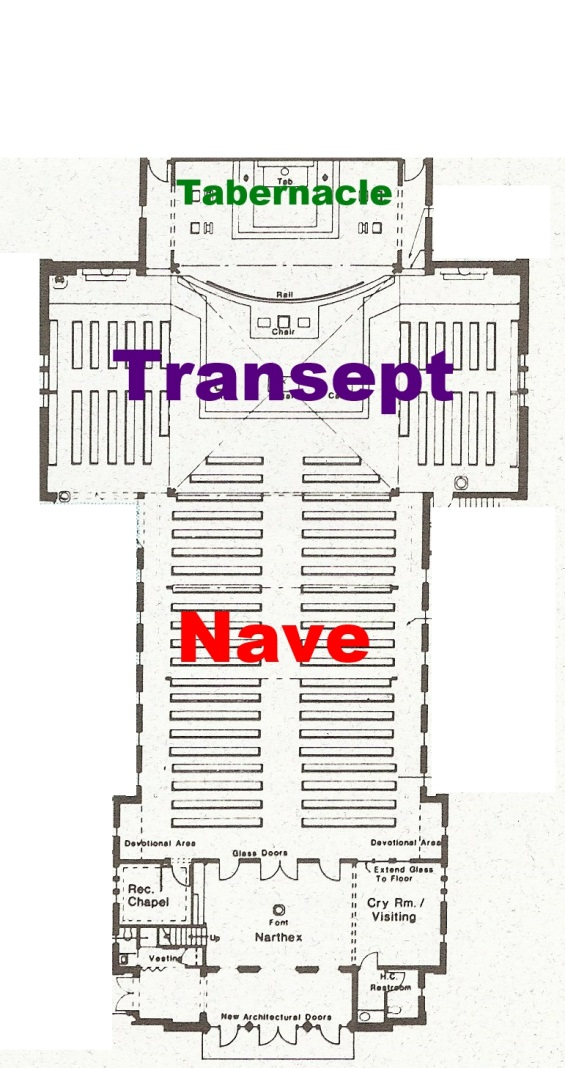 Tab
Tabernacle
Rail
Chair
Transept
Nave
Devotional Area
Devotional Area
Glass Doors
Extend Glass
To Floor
Rec.
Chapel
Cry Rm. /
Visiting
Font
Narthex
Up
Vesting
H.C.
Restroom
New Architectural Doors